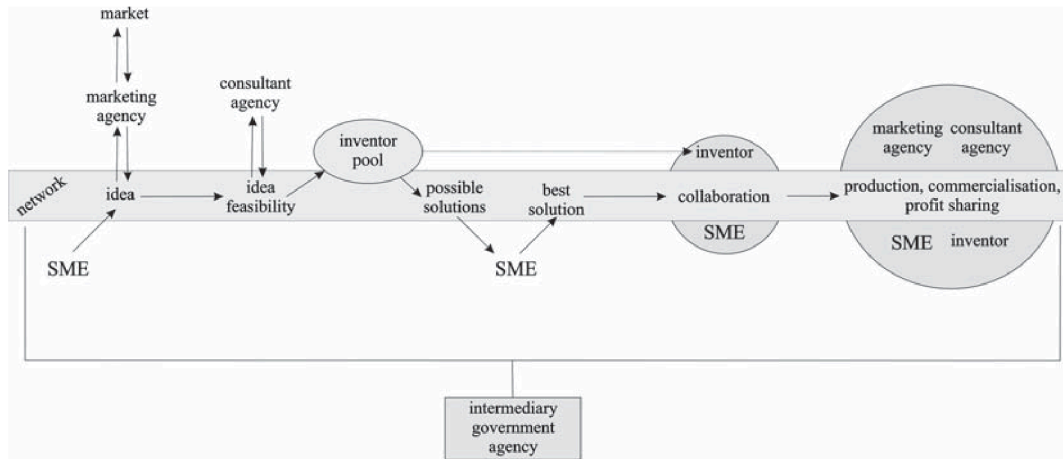 market
marketing
agency
consultant
agency
inventor
pool
inventor
marketing consultant
agency agency
network
idea
idea
feasibility
possible
solutions
best
solution
collaboration
production, commercialisation,
profit sharing
SME
SME
SME
SME inventor
intermediary
government
agency